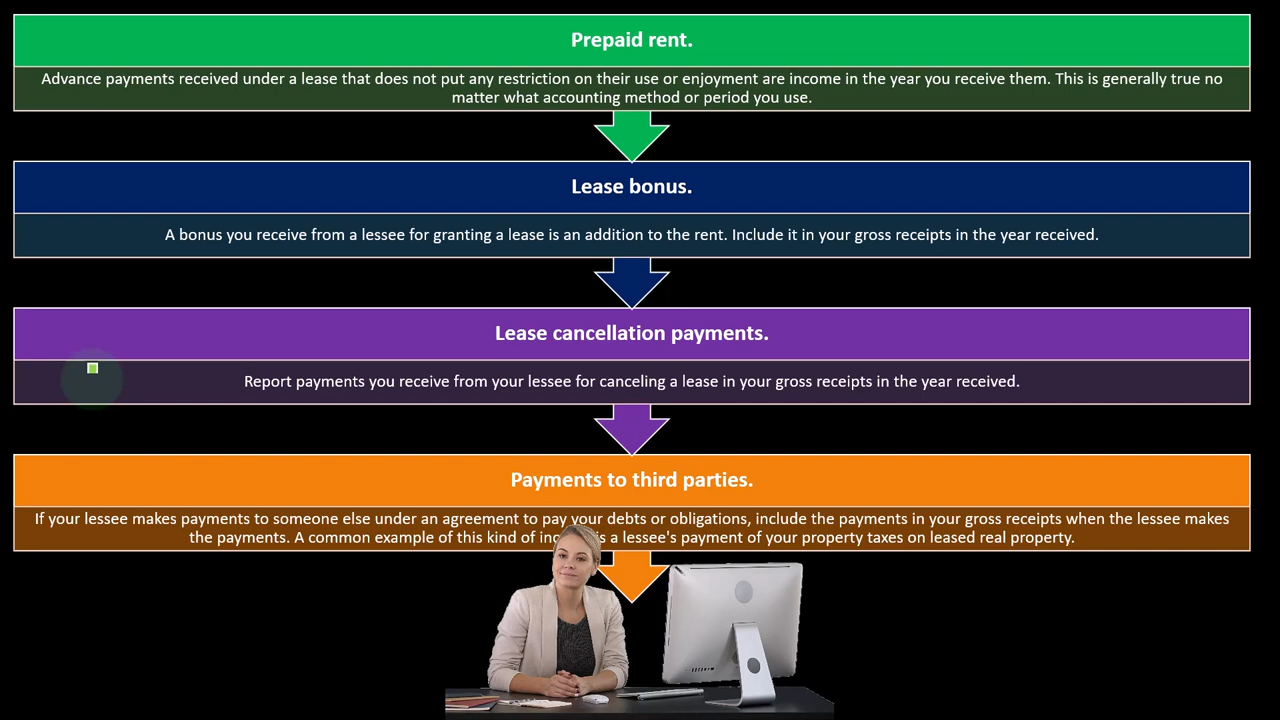 Prepaid rent.
Advance payments received under a lease that does not put any restriction on their use or enjoyment are income in the year you receive them. This is generally true no
matter what accounting method or period you use.
Lease bonus.
A bonus you receive from a lessee for granting a lease is an addition to the rent. Include it in your gross receipts in the year received.
Lease cancellation payments.
Report payments you receive from your lessee for canceling a lease in your gross receipts in the year received.
Payments to third parties.
If your lessee makes payments to someone else under an agreement to pay your debts or obligations, include the payments in your gross receipts when the lessee makes
the payments. A common example of this kind of is a lessee's payment of your property taxes on leased real property.